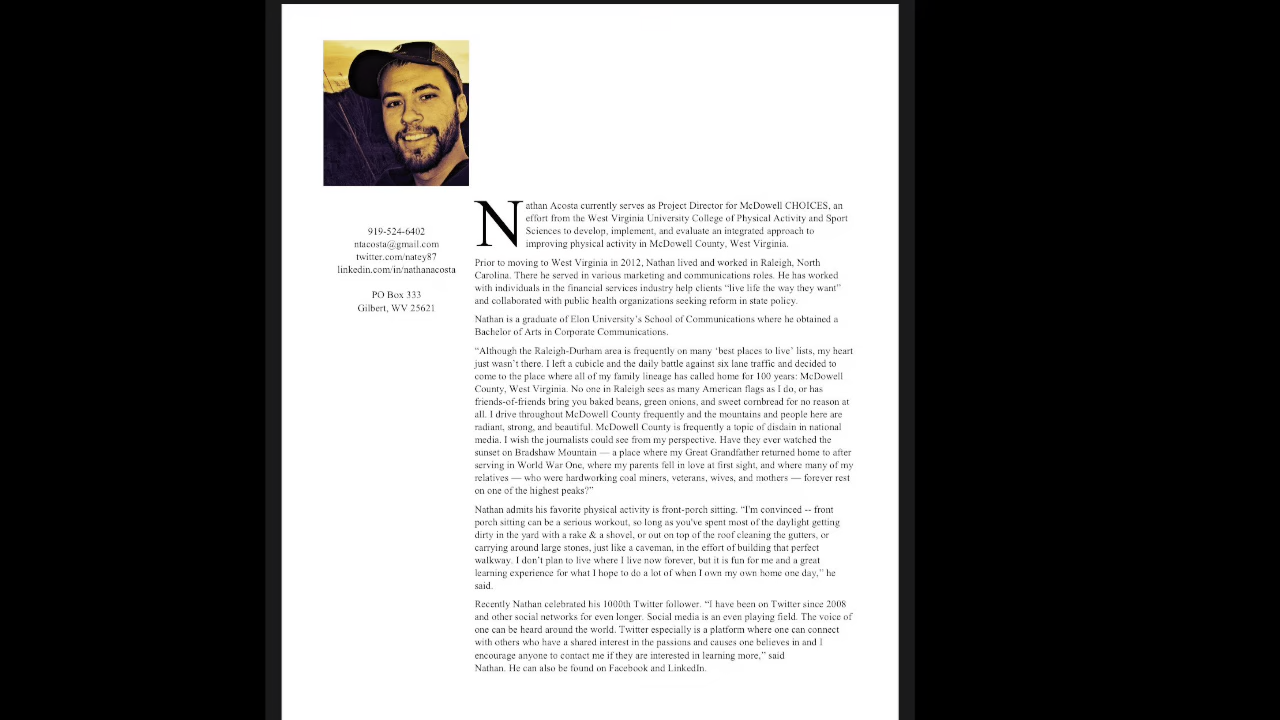 919-524-6402
ntacosta@gmail.com
twitter.com/natey87
linkedin.com/in/nathanacosta
PO Box 333
Gilbert, WV 25621
Nathan Acosta currently serves as Project Director for McDowell CHOICES, an
effort from the West Virginia University College of Physical Activity and Sport
Sciences to develop, implement, and evaluate an integrated approach to
improving physical activity in McDowell County, West Virginia.
Prior to moving to West Virginia in 2012, Nathan lived and worked in Raleigh, North
Carolina. There he served in various marketing and communications roles. He has worked
with individuals in the financial services industry help clients “live life the way they want”
and collaborated with public health organizations seeking reform in state policy.
Nathan is a graduate of Elon University’s School of Communications where he obtained a
Bachelor of Arts in Corporate Communications.
“Although the Raleigh-Durham area is frequently on many ‘best places to live’ lists, my heart
just wasn’t there. I left a cubicle and the daily battle against six lane traffic and decided to
come to the place where all of my family lineage has called home for 100 years: McDowell
County, West Virginia. No one in Raleigh sees as many American flags as I do, or has
friends-of-friends bring you baked beans, green onions, and sweet cornbread for no reason at
all. I drive throughout McDowell County frequently and the mountains and people here are
radiant, strong, and beautiful. McDowell County is frequently a topic of disdain in national
media. I wish the journalists could see from my perspective. Have they ever watched the
sunset on Bradshaw Mountain — a place where my Great Grandfather returned home to after
serving in World War One, where my parents fell in love at first sight, and where many of my
relatives — who were hardworking coal miners, veterans, wives, and mothers — forever rest
on one of the highest peaks?”
Nathan admits his favorite physical activity is front-porch sitting. “I'm convinced -- front
porch sitting can be a serious workout, so long as you've spent most of the daylight getting
dirty in the yard with a rake & a shovel, or out on top of the roof cleaning the gutters, or
carrying around large stones, just like a caveman, in the effort of building that perfect
walkway. I don’t plan to live where I live now forever, but it is fun for me and a great
learning experience for what I hope to do a lot of when I own my own home one day,” he
said.
Recently Nathan celebrated his 1000th Twitter follower. “I have been on Twitter since 2008
and other social networks for even longer. Social media is an even playing field. The voice of
one can be heard around the world. Twitter especially is a platform where one can connect
with others who have a shared interest in the passions and causes one believes in and I
encourage anyone to contact me if they are interested in learning more,” said
Nathan. He can also be found on Facebook and LinkedIn.